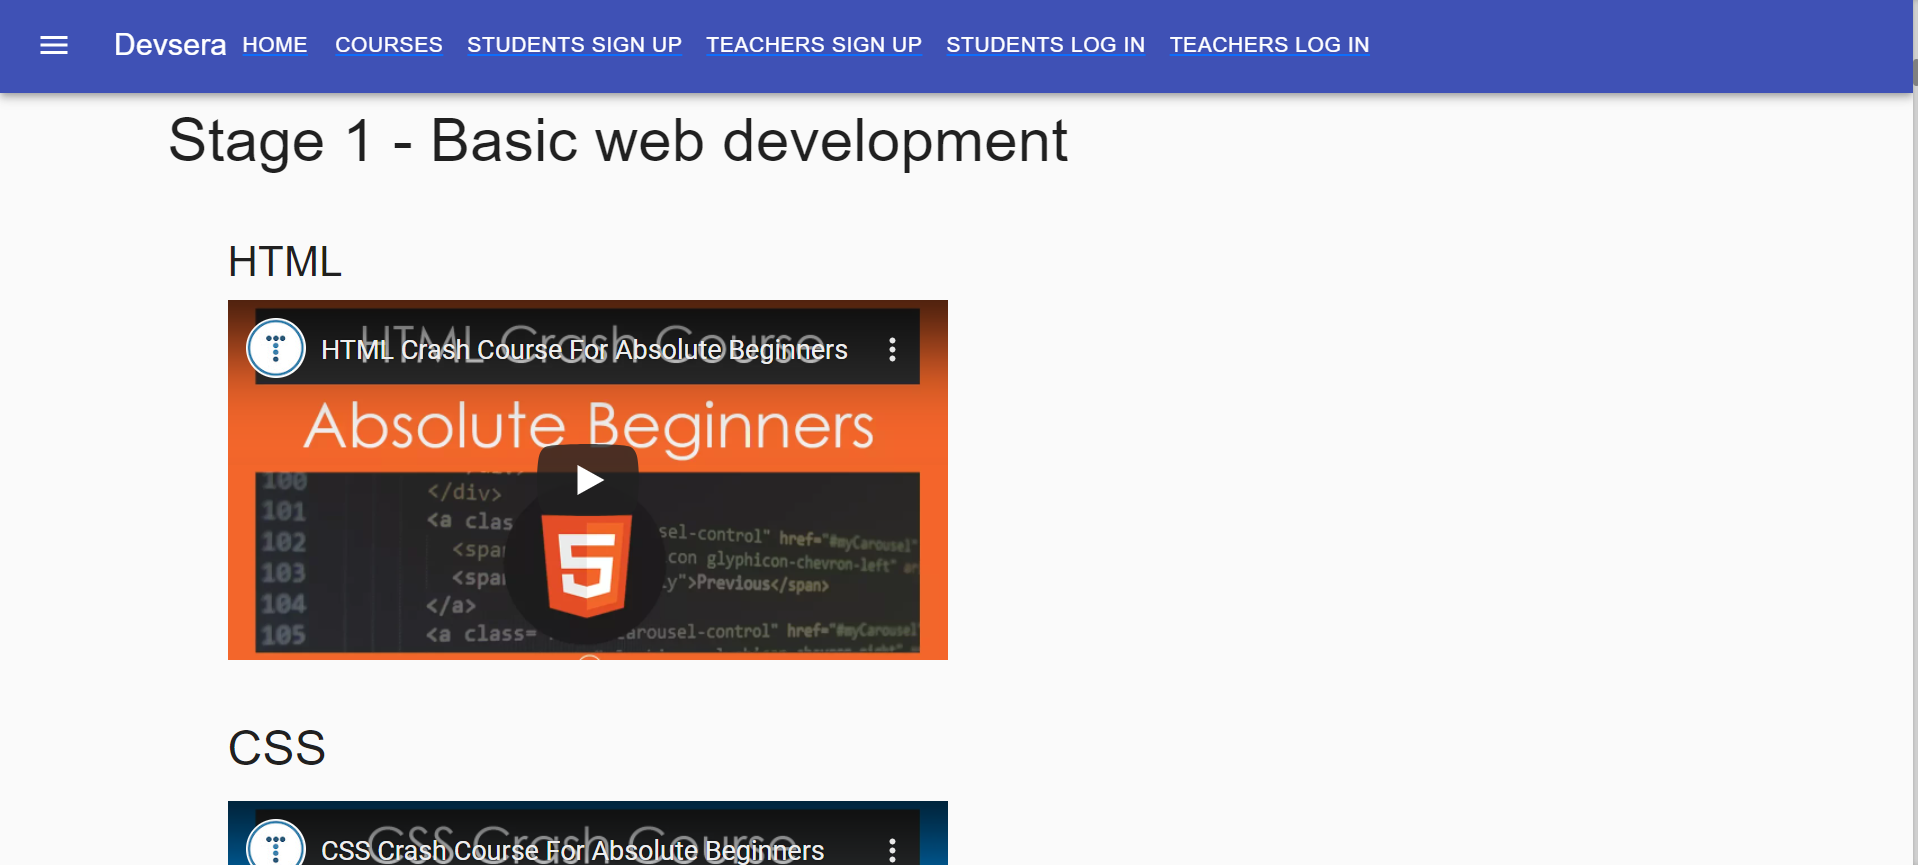 Devsera HOME COURSES STUDENTS SIGN UP TEACHERS SIGN UP STUDENTS LOG IN TEACHERS LOG IN
Stage 1 - Basic web development
HTML
HTML Crash Course
HTML Crash Course For Absolute Beginners
Absolute Beginners
100
</div>
101 <a clas
102 sel-control" href="#myCarousel"
<span
con glyphicon-chevron-left" ar
103 <span y">Previous</span>
104 </a>
105 <a class= arousel-control" href="#myCarousel"
CSS
CSS Crash Course
CSS Crash Course For Absolute Beginners